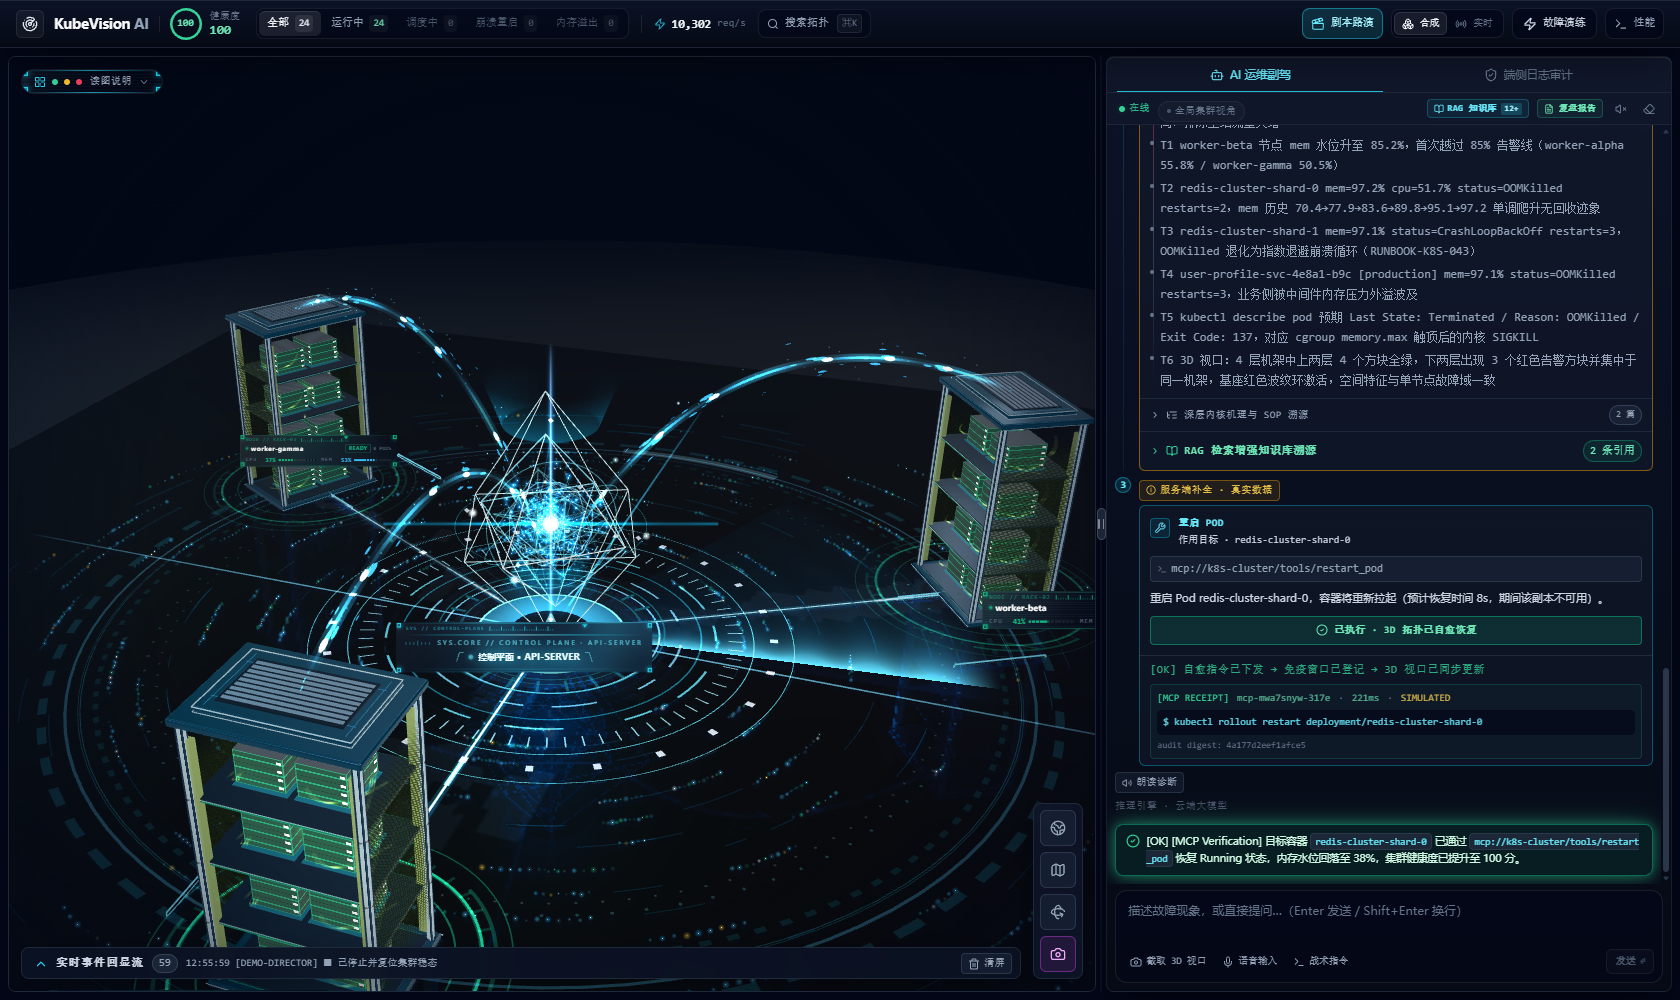 KubeVision AI
100
健康度
100
全部 24
运行中 24
调度中 0
崩溃重启 0
内存溢出 0
10,302 req/s
搜索拓扑 ⌘K
剧本路演
合成
实时
故障演练
性能
读图说明
worker-gamma
READY
CPU 37%
MEM 53%
worker-beta
CPU 41%
MEM
SYS // CONTROL-PLANE
SYS.CORE // CONTROL PLANE · API-SERVER
控制平面 • API-SERVER
实时事件回显流 59 12:55:59 [DEMO-DIRECTOR] ■ 已停止并复位集群稳态
清屏
AI 运维副驾
端侧日志审计
在线
全局集群视角
RAG 知识库 12+
复盘报告
T1 worker-beta 节点 mem 水位升至 85.2%，首次越过 85% 告警线（worker-alpha
55.8% / worker-gamma 50.5%）
T2 redis-cluster-shard-0 mem=97.2% cpu=51.7% status=OOMKilled
restarts=2，mem 历史 70.4→77.9→83.6→89.8→95.1→97.2 单调爬升无回收迹象
T3 redis-cluster-shard-1 mem=97.1% status=CrashLoopBackOff restarts=3，
OOMKilled 退化为指数退避崩溃循环（RUNBOOK-K8S-043）
T4 user-profile-svc-4e8a1-b9c [production] mem=97.1% status=OOMKilled
restarts=3，业务侧被中间件内存压力外溢波及
T5 kubectl describe pod 预期 Last State: Terminated / Reason: OOMKilled /
Exit Code: 137，对应 cgroup memory.max 触顶后的内核 SIGKILL
T6 3D 视口：4 层机架中上两层 4 个方块全绿，下两层出现 3 个红色告警方块并集中于
同一机架，基座红色波纹环激活，空间特征与单节点故障域一致
深层内核机理与 SOP 溯源
2 篇
RAG 检索增强知识库溯源
2 条引用
3
服务端补全 · 真实数据
重启 POD
作用目标 · redis-cluster-shard-0
mcp://k8s-cluster/tools/restart_pod
重启 Pod redis-cluster-shard-0，容器将重新拉起（预计恢复时间 8s，期间该副本不可用）。
已执行 · 3D 拓扑已自愈恢复
[OK] 自愈指令已下发 → 免疫窗口已登记 → 3D 视口已同步更新
[MCP RECEIPT] mcp-mwa7snyw-317e · 221ms · SIMULATED
$ kubectl rollout restart deployment/redis-cluster-shard-0
audit digest: 4a177d2eef1afce5
朗读诊断
推理引擎 · 云端大模型
[OK] [MCP Verification] 目标容器 redis-cluster-shard-0 已通过 mcp://k8s-cluster/tools/restart
_pod 恢复 Running 状态，内存水位回落至 38%，集群健康度已提升至 100 分。
描述故障现象，或直接提问...（Enter 发送 / Shift+Enter 换行）
截取 3D 视口
语音输入
战术指令
发送